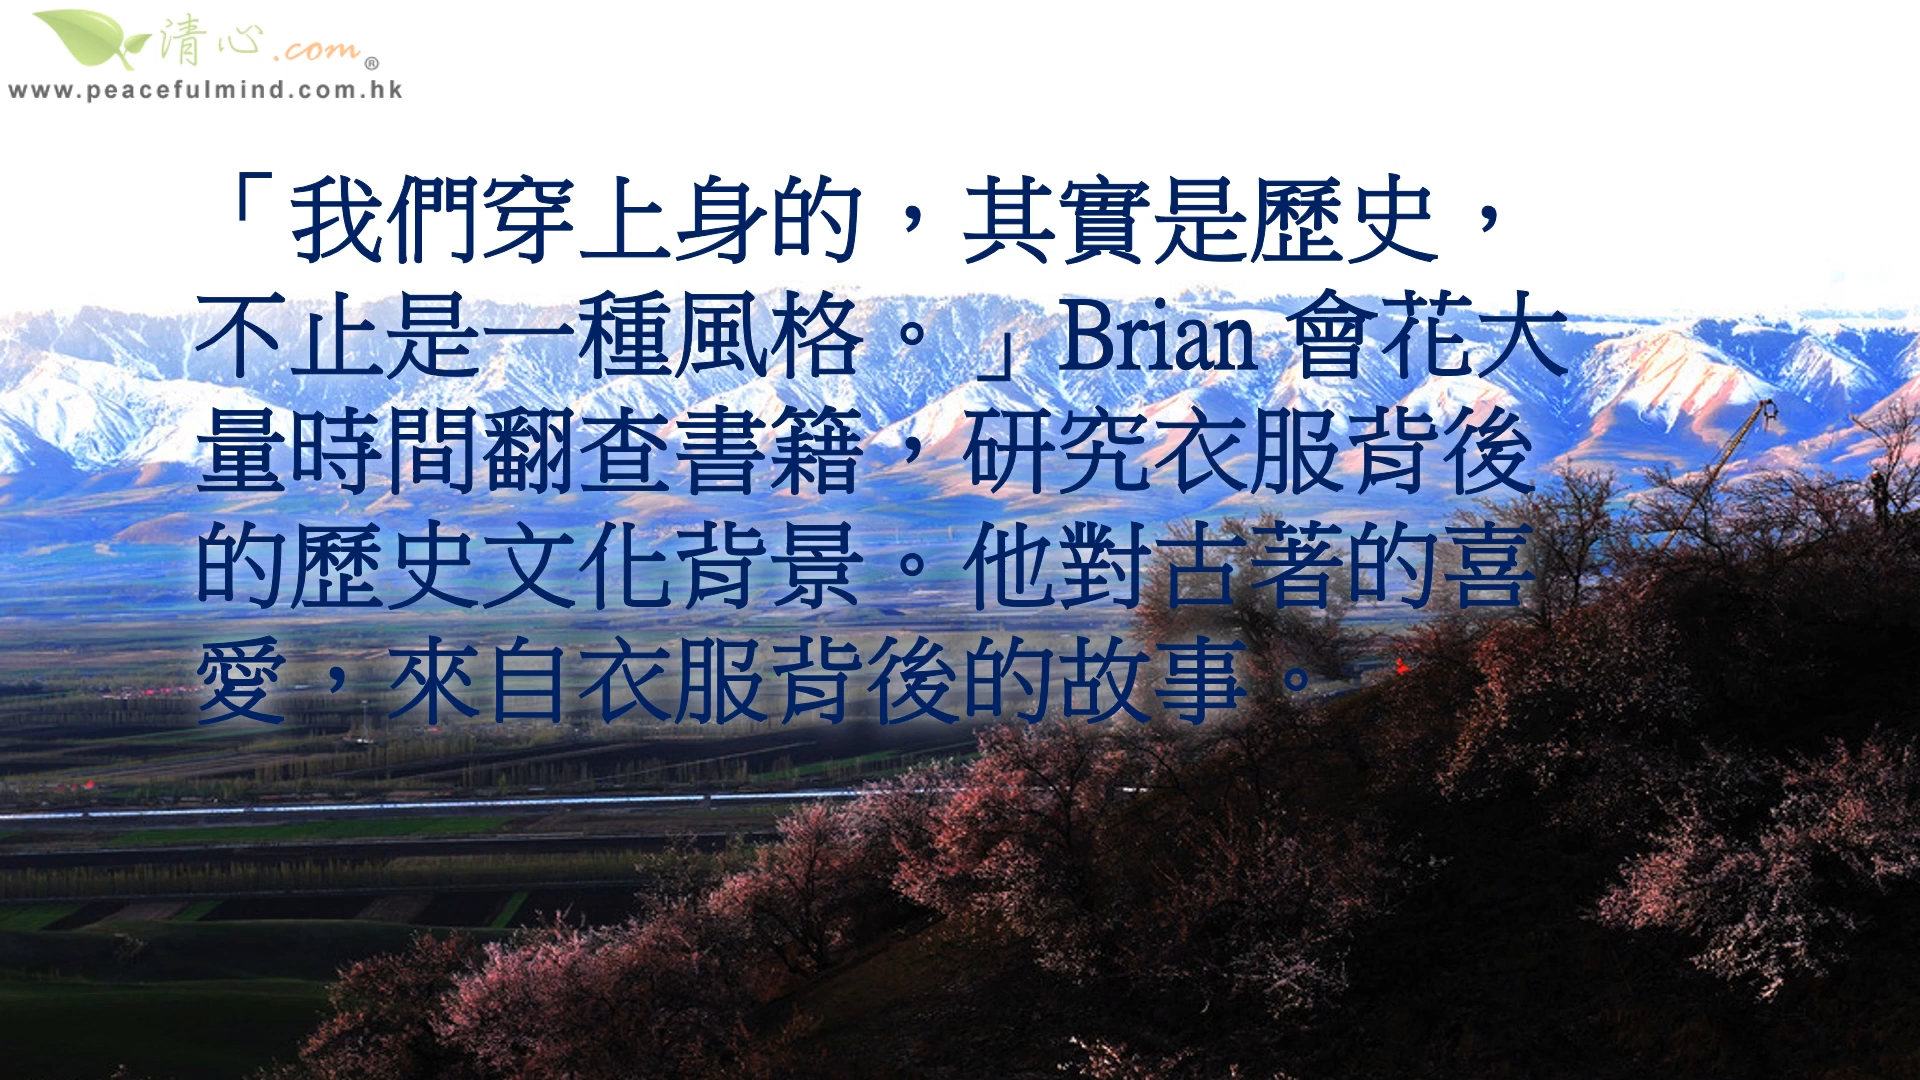 清心.com®
www.peacefulmind.com.hk
「我們穿上身的，其實是歷史，
不止是一種風格。」Brian 會花大
量時間翻查書籍，研究衣服背後
的歷史文化背景。他對古著的喜
愛，來自衣服背後的故事。